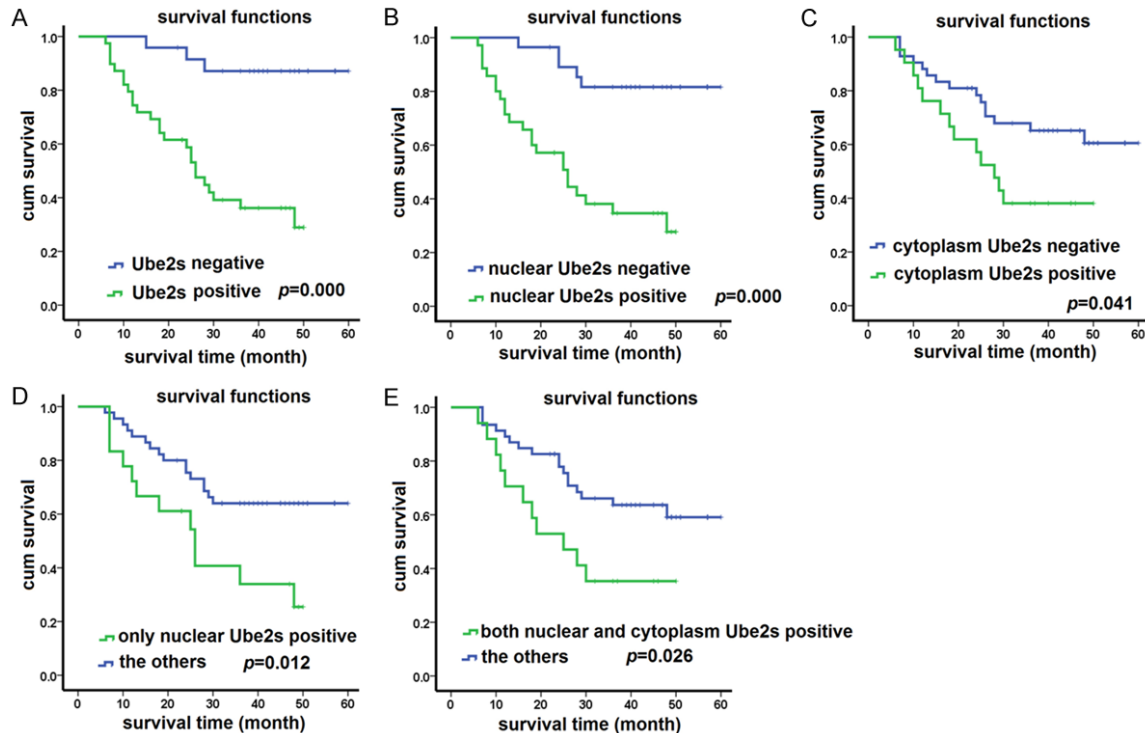 A
survival functions
cum survival
1.0
0.8
0.6
0.4
0.2
0.0
Ube2s negative
Ube2s positive p=0.000
0 10 20 30 40 50 60
survival time (month)
B
survival functions
cum survival
1.0
0.8
0.6
0.4
0.2
0.0
nuclear Ube2s negative
nuclear Ube2s positive p=0.000
0 10 20 30 40 50 60
survival time (month)
C
survival functions
cum survival
1.0
0.8
0.6
0.4
0.2
0.0
cytoplasm Ube2s negative
cytoplasm Ube2s positive
p=0.041
0 10 20 30 40 50 60
survival time (month)
D
survival functions
cum survival
1.0
0.8
0.6
0.4
0.2
0.0
only nuclear Ube2s positive
the others p=0.012
0 10 20 30 40 50 60
survival time (month)
E
survival functions
cum survival
1.0
0.8
0.6
0.4
0.2
0.0
both nuclear and cytoplasm Ube2s positive
the others p=0.026
0 10 20 30 40 50 60
survival time (month)